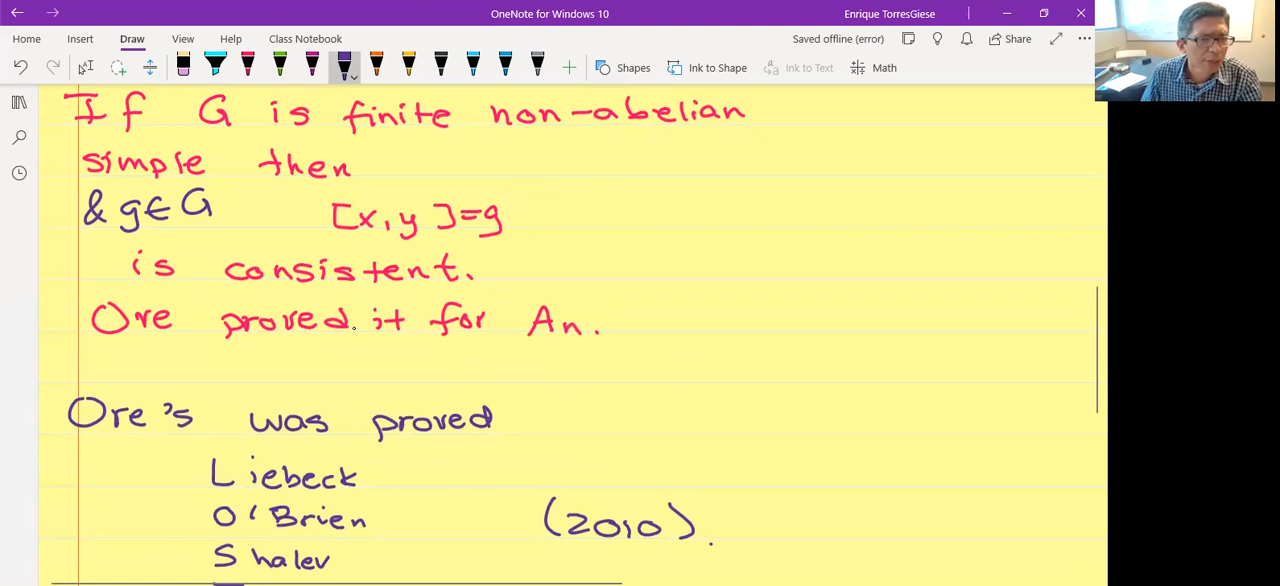 OneNote for Windows 10
Enrique TorresGiese
Home Insert Draw View Help Class Notebook
Saved offline (error)
Share
Shapes Ink to Shape Ink to Text Math
If G is finite non-abelian
simple then
& g∈G [x,y]=g
is consistent.
Ore proved it for An.
Ore's was proved
Liebeck
O'Brien (2010).
Shalev